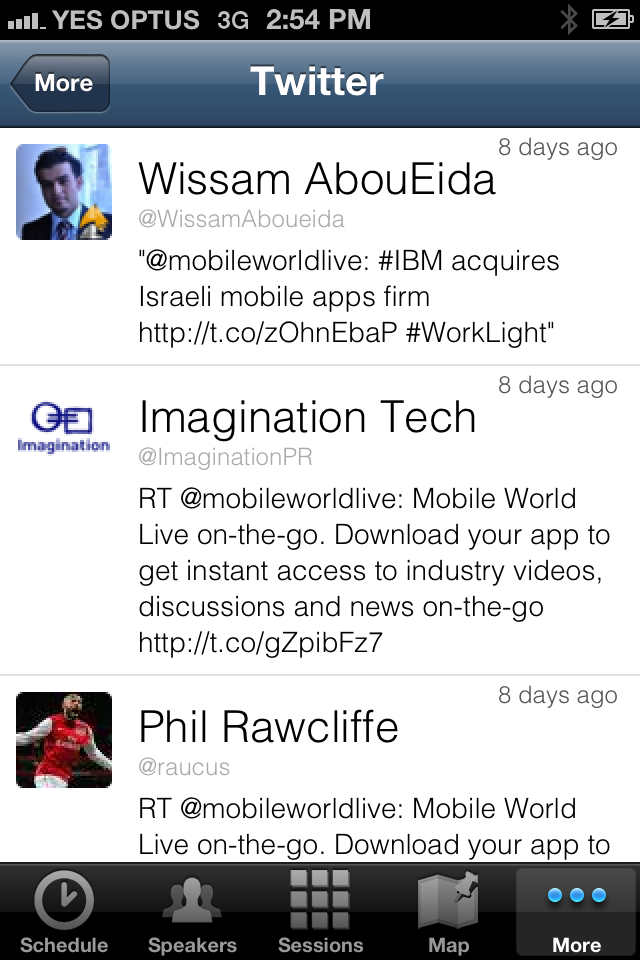 YES OPTUS 3G 2:54 PM
More
Twitter
8 days ago
Wissam AbouEida
@WissamAboueida
"@mobileworldlive: #IBM acquires
Israeli mobile apps firm
http://t.co/zOhnEbaP #WorkLight"
8 days ago
Imagination
Imagination Tech
@ImaginationPR
RT @mobileworldlive: Mobile World
Live on-the-go. Download your app to
get instant access to industry videos,
discussions and news on-the-go
http://t.co/gZpibFz7
8 days ago
Phil Rawcliffe
@raucus
RT @mobileworldlive: Mobile World
Live on-the-go. Download your app to
Schedule
Speakers
Sessions
Map
More